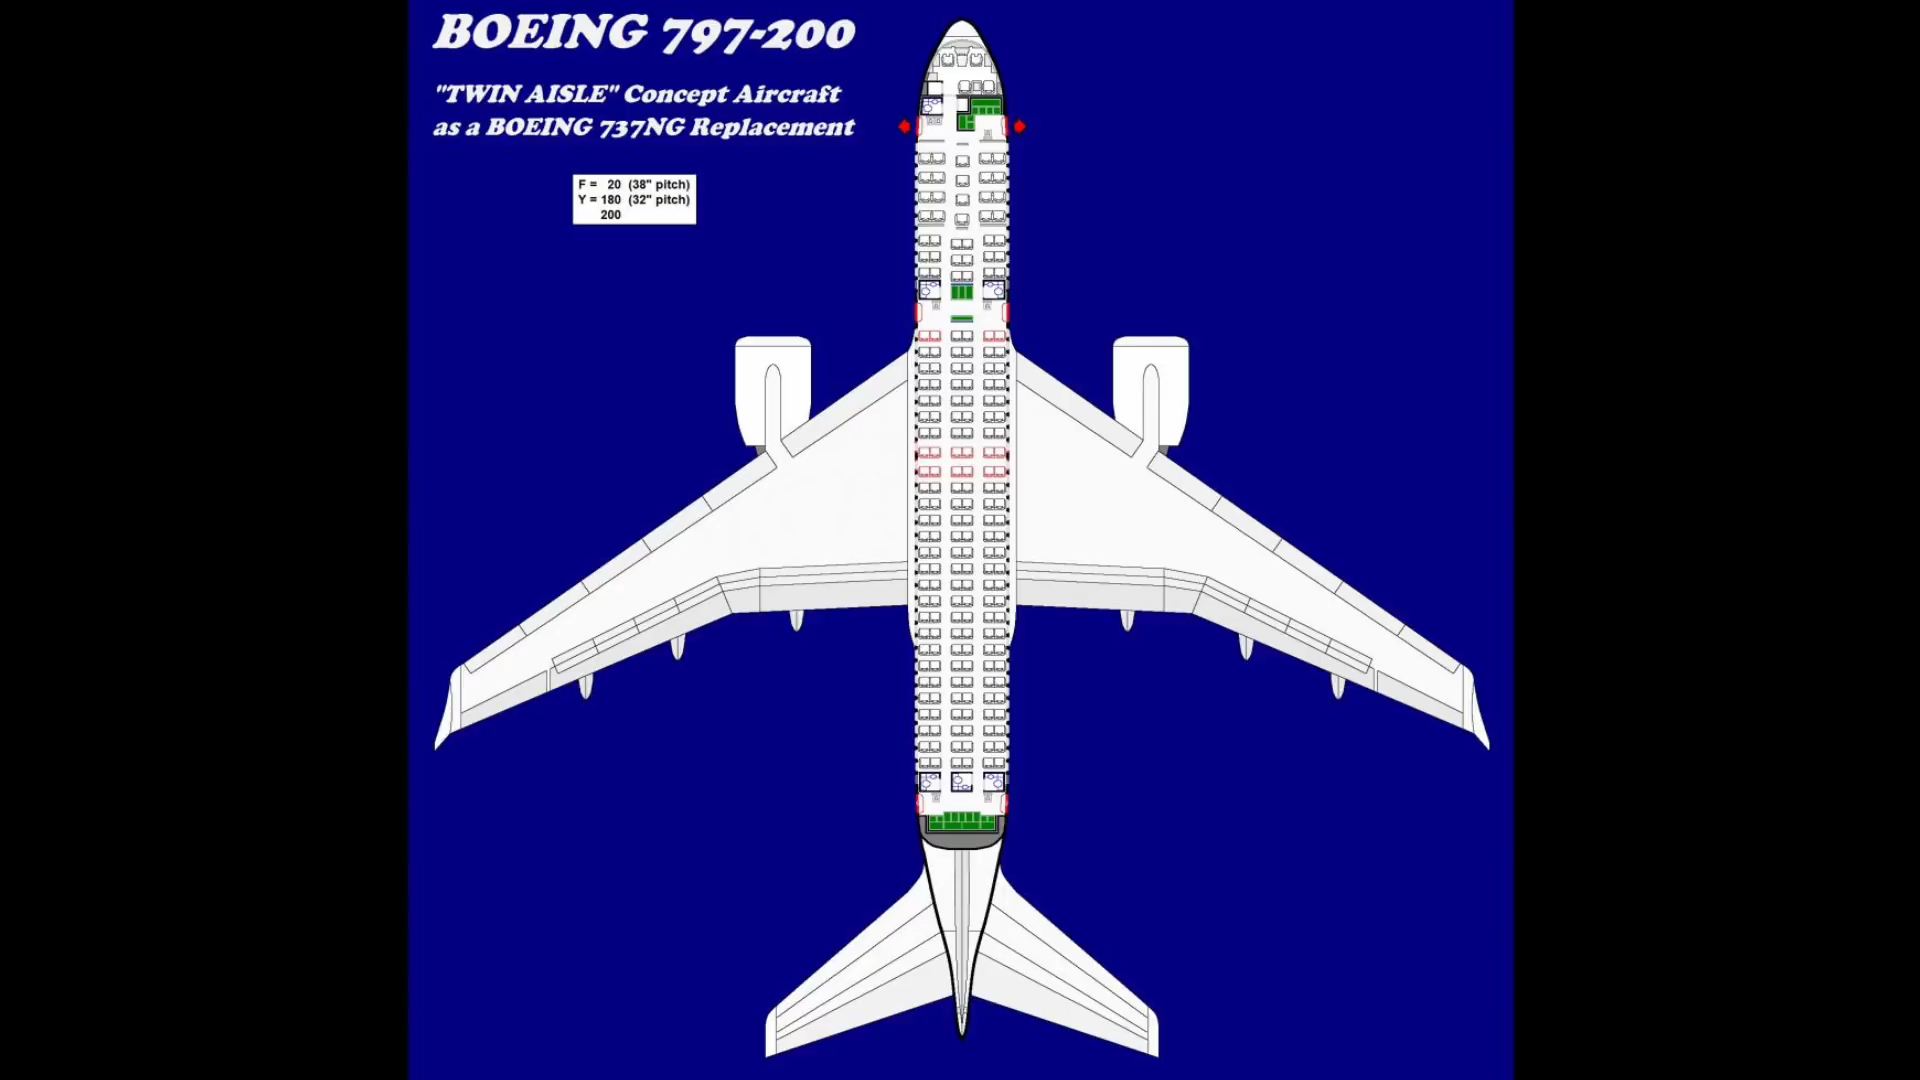 BOEING 797-200
"TWIN AISLE" Concept Aircraft
as a BOEING 737NG Replacement
F = 20 (38" pitch)
Y = 180 (32" pitch)
200